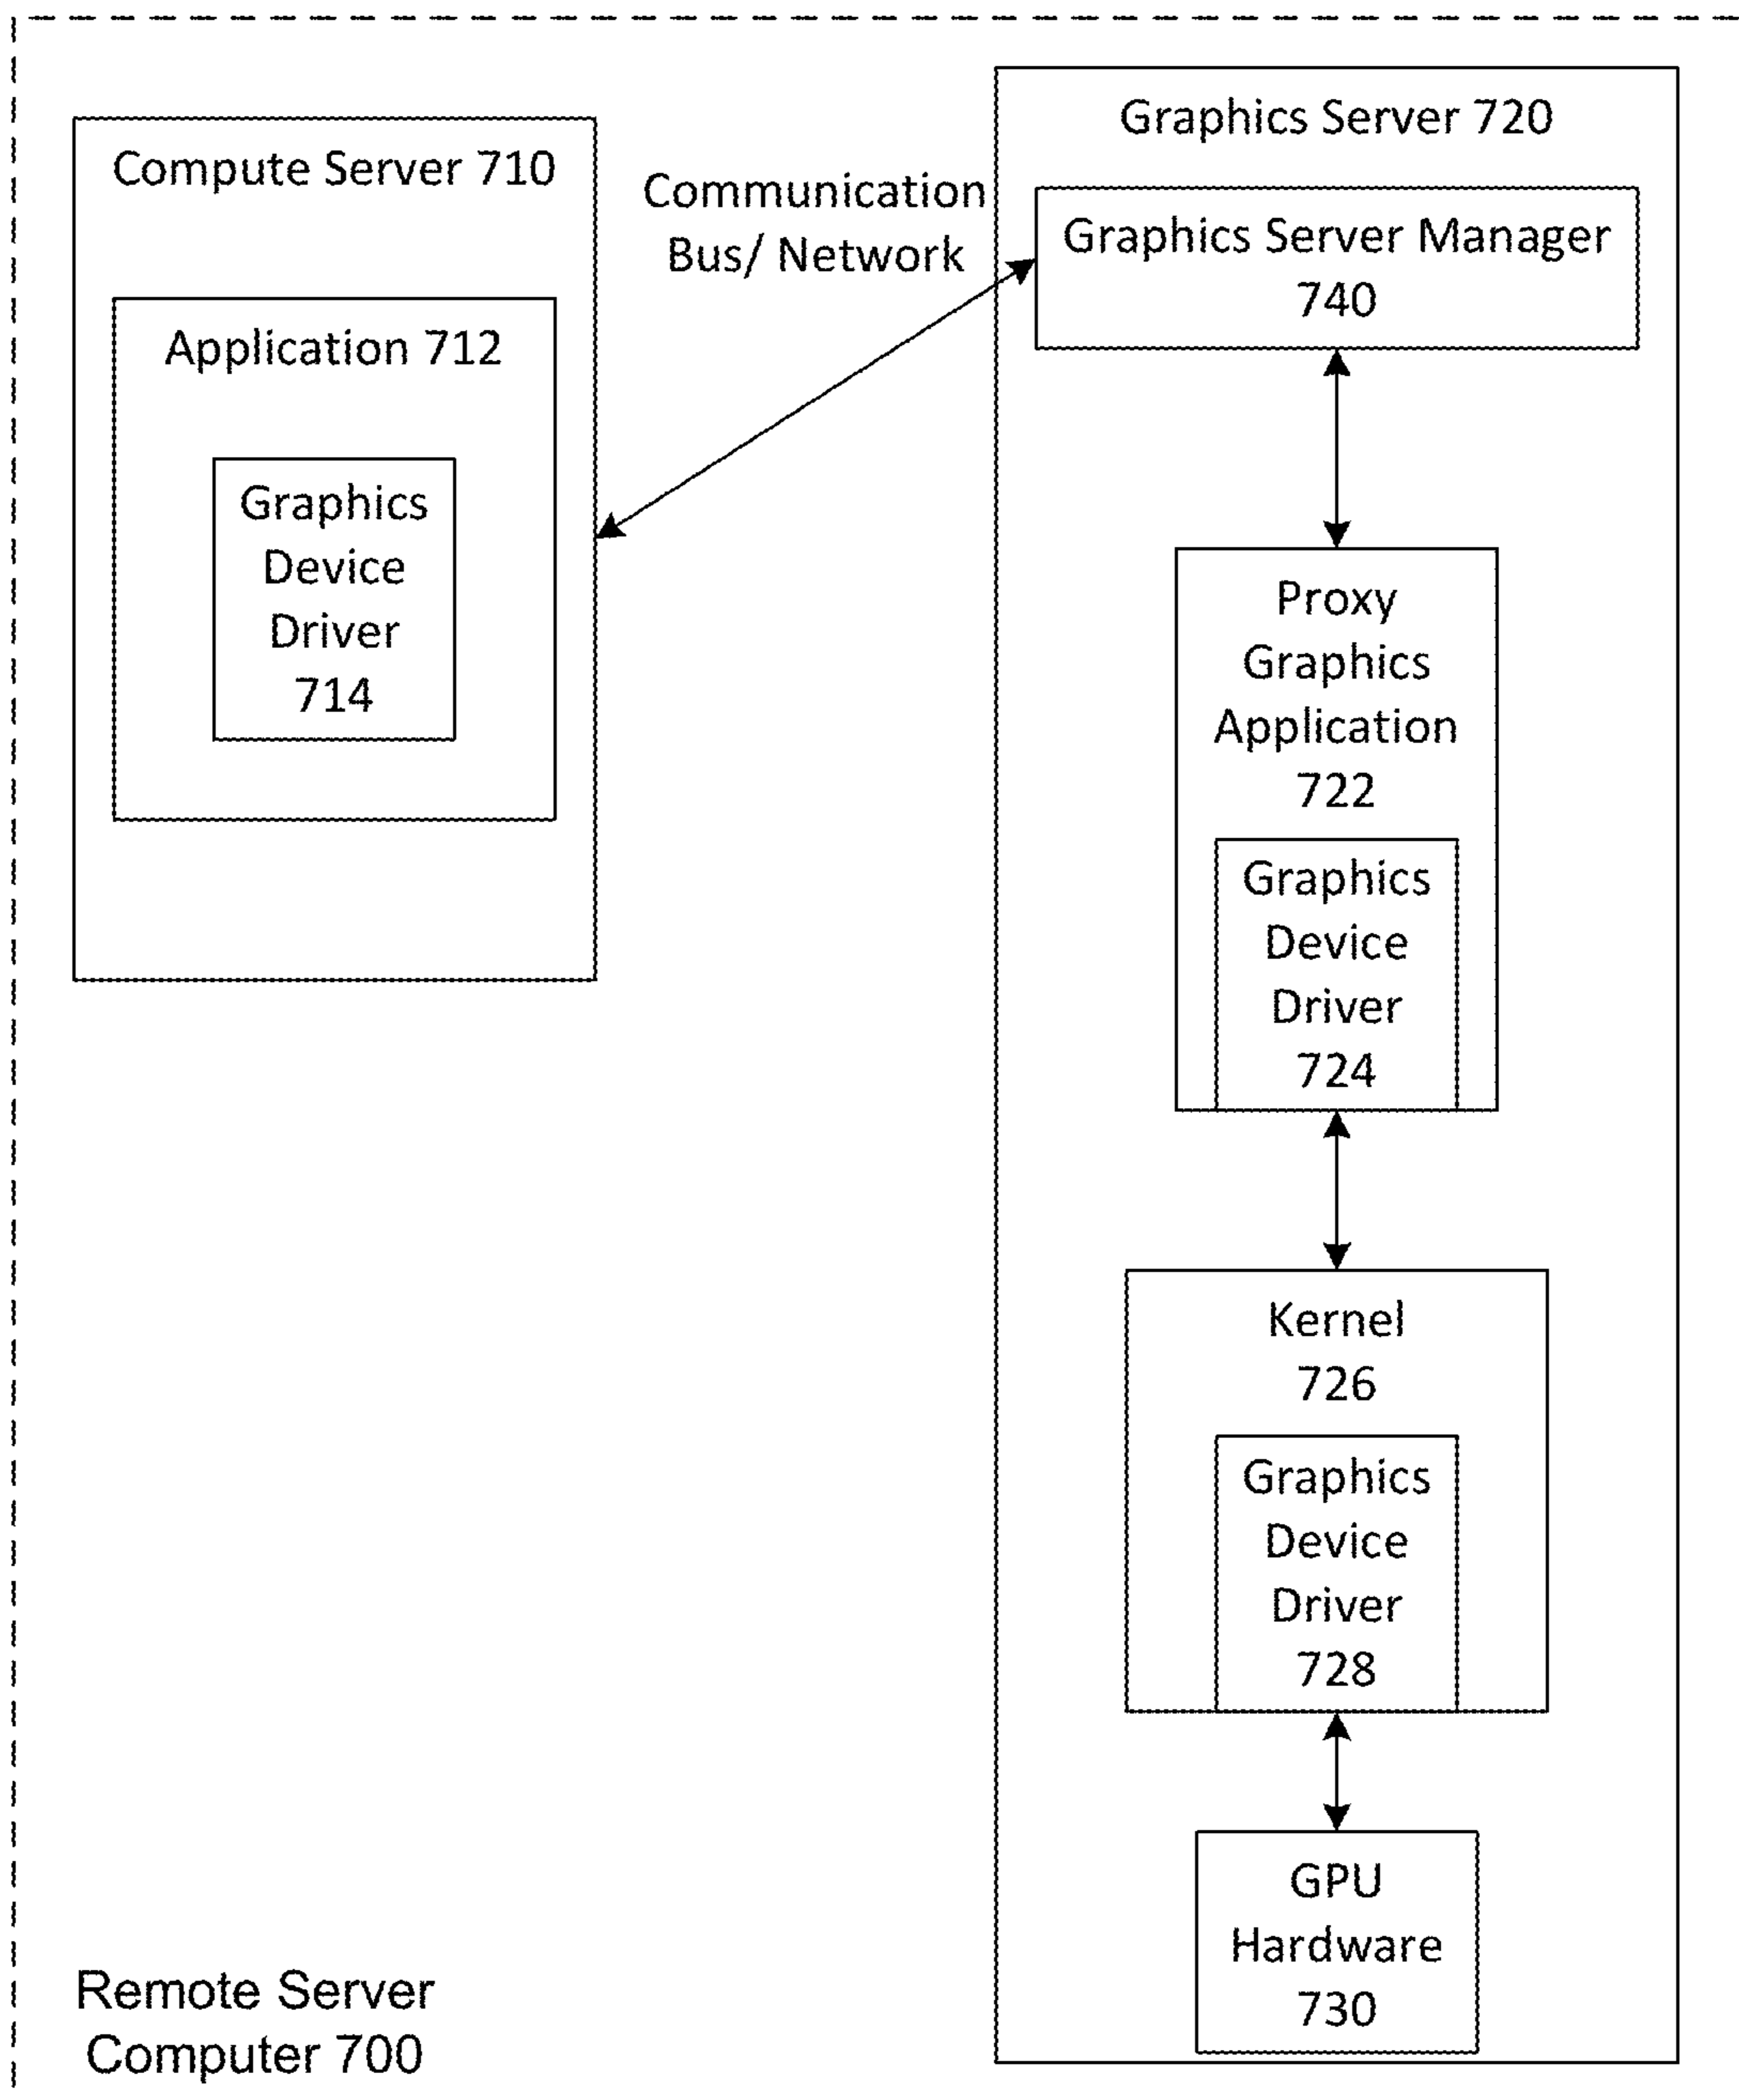 Compute Server 710
Application 712
Graphics
Device
Driver
714
Communication
Bus/ Network
Graphics Server 720
Graphics Server Manager
740
Proxy
Graphics
Application
722
Graphics
Device
Driver
724
Kernel
726
Graphics
Device
Driver
728
GPU
Hardware
730
Remote Server
Computer 700